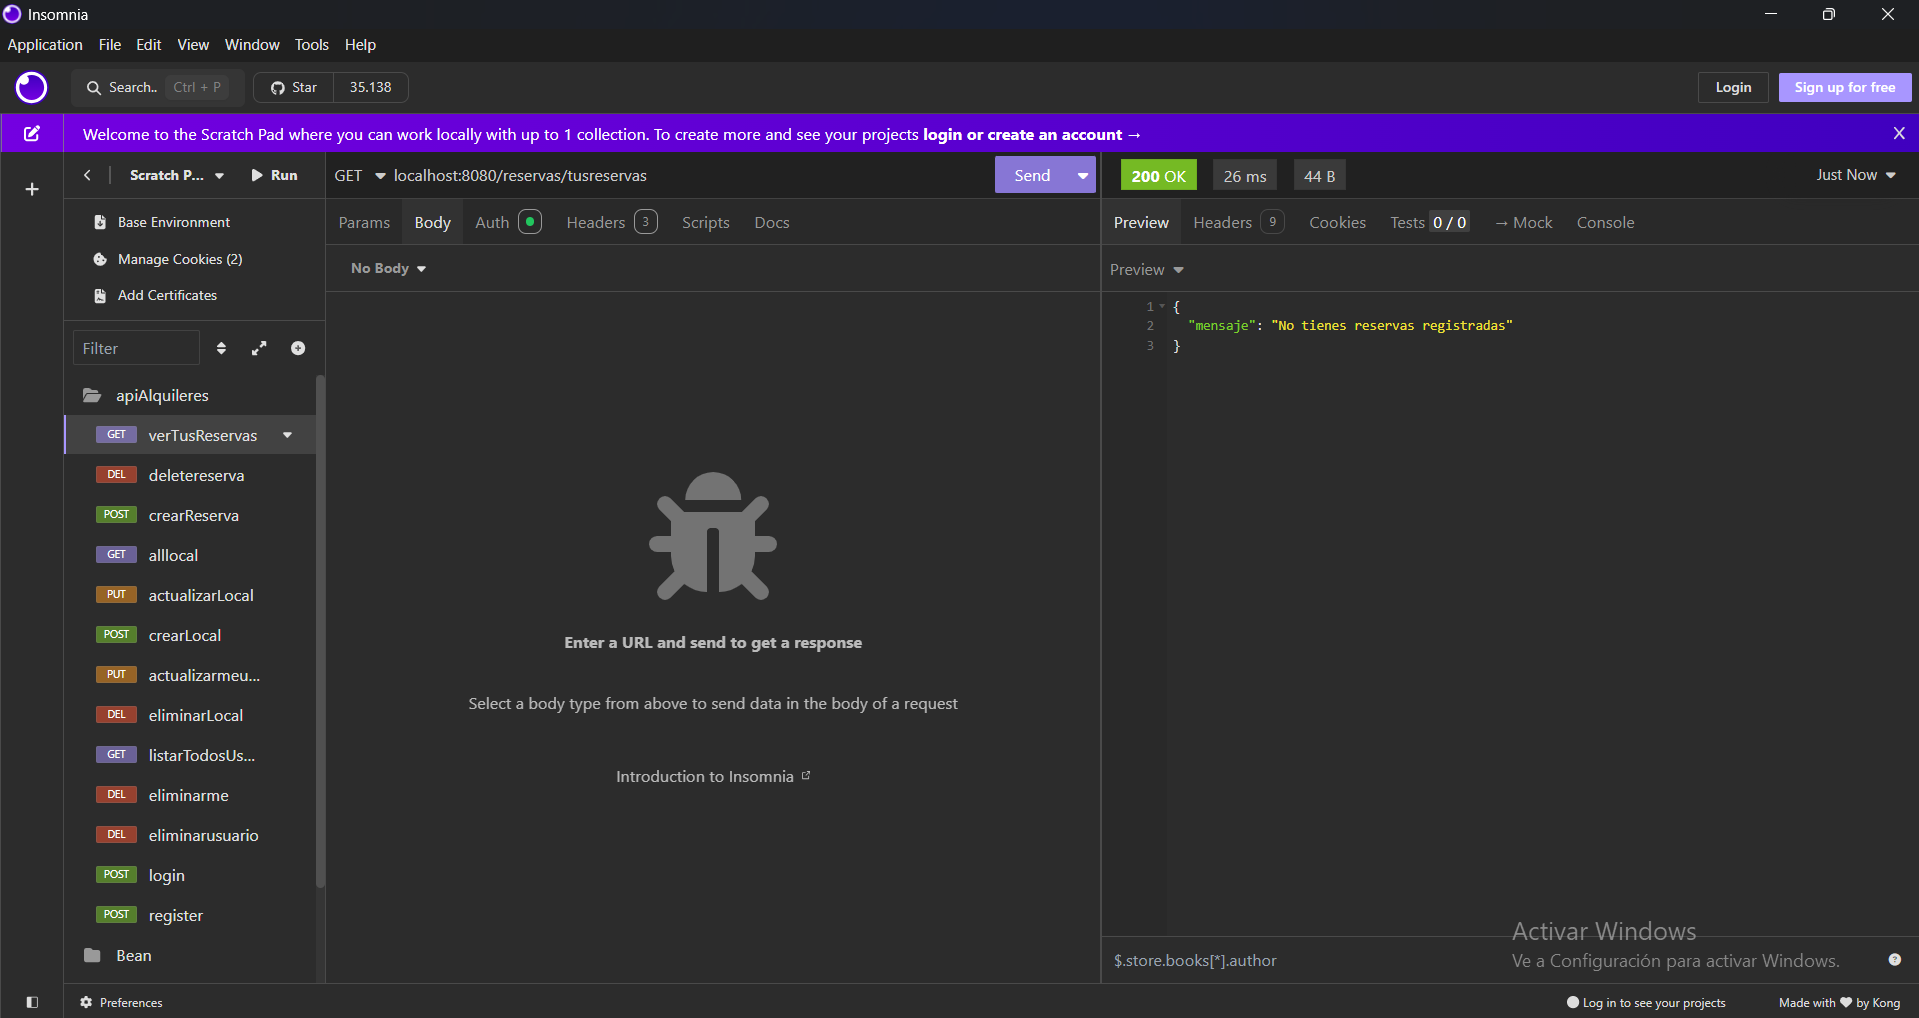 Insomnia
Application File Edit View Window Tools Help
Search.. Ctrl + P Star 35.138 Login Sign up for free
Welcome to the Scratch Pad where you can work locally with up to 1 collection. To create more and see your projects login or create an account →
Scratch P... Run GET localhost:8080/reservas/tusreservas Send 200 OK 26 ms 44 B Just Now
Base Environment
Manage Cookies (2)
Add Certificates
Filter
apiAlquileres
GET verTusReservas
DEL deletereserva
POST crearReserva
GET alllocal
PUT actualizarLocal
POST crearLocal
PUT actualizarmeu...
DEL eliminarLocal
GET listarTodosUs...
DEL eliminarme
DEL eliminarusuario
POST login
POST register
Bean
Params Body Auth Headers 3 Scripts Docs
No Body
Enter a URL and send to get a response
Select a body type from above to send data in the body of a request
Introduction to Insomnia
Preview Headers 9 Cookies Tests 0 / 0 → Mock Console
Preview
1 {
2 "mensaje": "No tienes reservas registradas"
3 }
Activar Windows
Ve a Configuración para activar Windows.
$.store.books[*].author
Preferences
Log in to see your projects
Made with ❤ by Kong